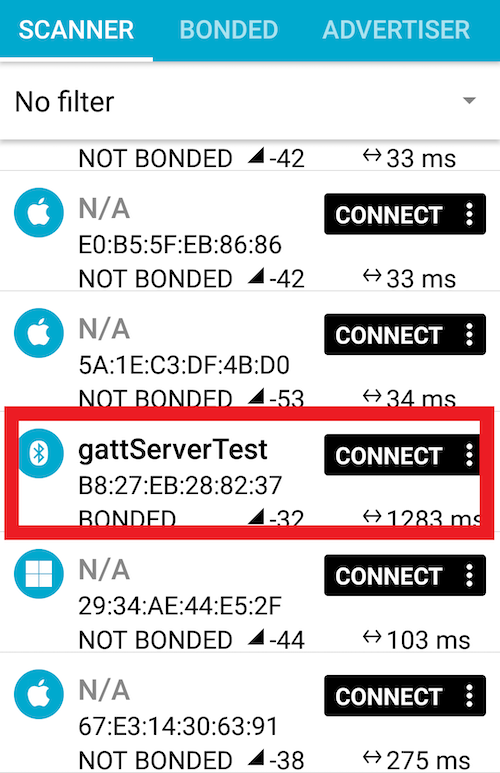 SCANNER BONDED ADVERTISER
No filter
NOT BONDED -42 33 ms
N/A CONNECT
E0:B5:5F:EB:86:86
NOT BONDED -42 33 ms
N/A CONNECT
5A:1E:C3:DF:4B:D0
NOT BONDED -53 34 ms
gattServerTest CONNECT
B8:27:EB:28:82:37
BONDED -32 1283 ms
N/A CONNECT
29:34:AE:44:E5:2F
NOT BONDED -44 103 ms
N/A CONNECT
67:E3:14:30:63:91
NOT BONDED -38 275 ms